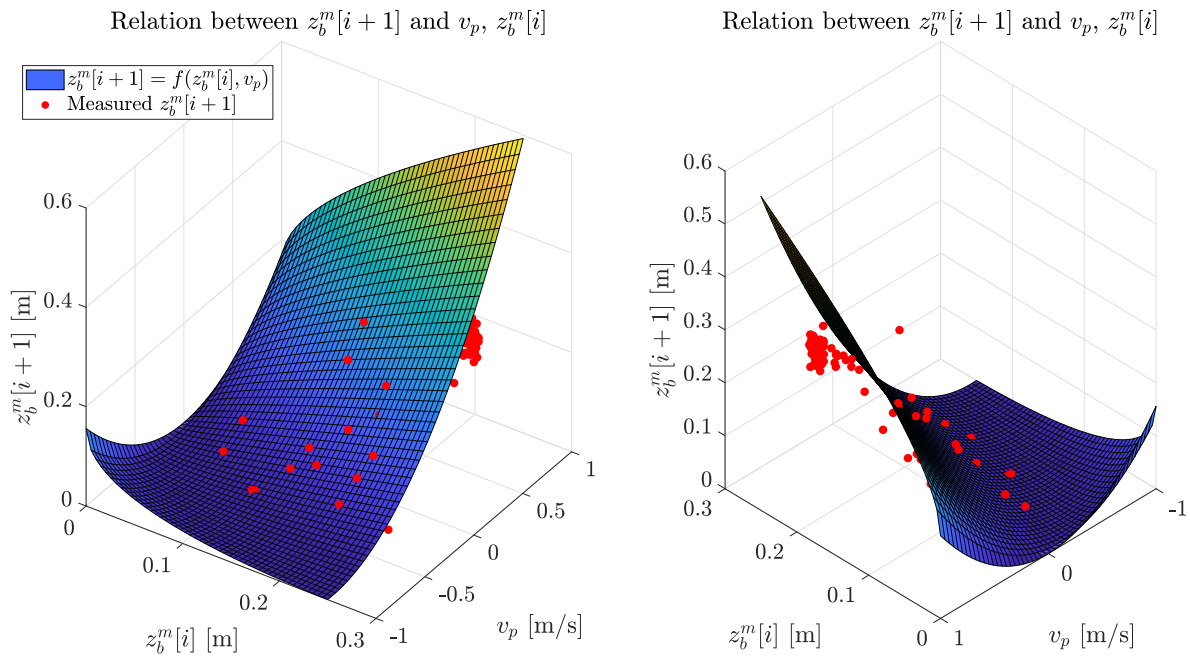 Relation between $z_b^m[i+1]$ and $v_p$, $z_b^m[i]$
$z_b^m[i+1] = f(z_b^m[i], v_p)$
Measured $z_b^m[i+1]$
0.6
0.4
0.2
0
$z_b^m[i+1]$ [m]
0
0.1
0.2
0.3
$z_b^m[i]$ [m]
-1
-0.5
0
0.5
1
$v_p$ [m/s]
Relation between $z_b^m[i+1]$ and $v_p$, $z_b^m[i]$
0.6
0.5
0.4
0.3
0.2
0.1
0
$z_b^m[i+1]$ [m]
0.3
0.2
0.1
0
$z_b^m[i]$ [m]
1
0
-1
$v_p$ [m/s]